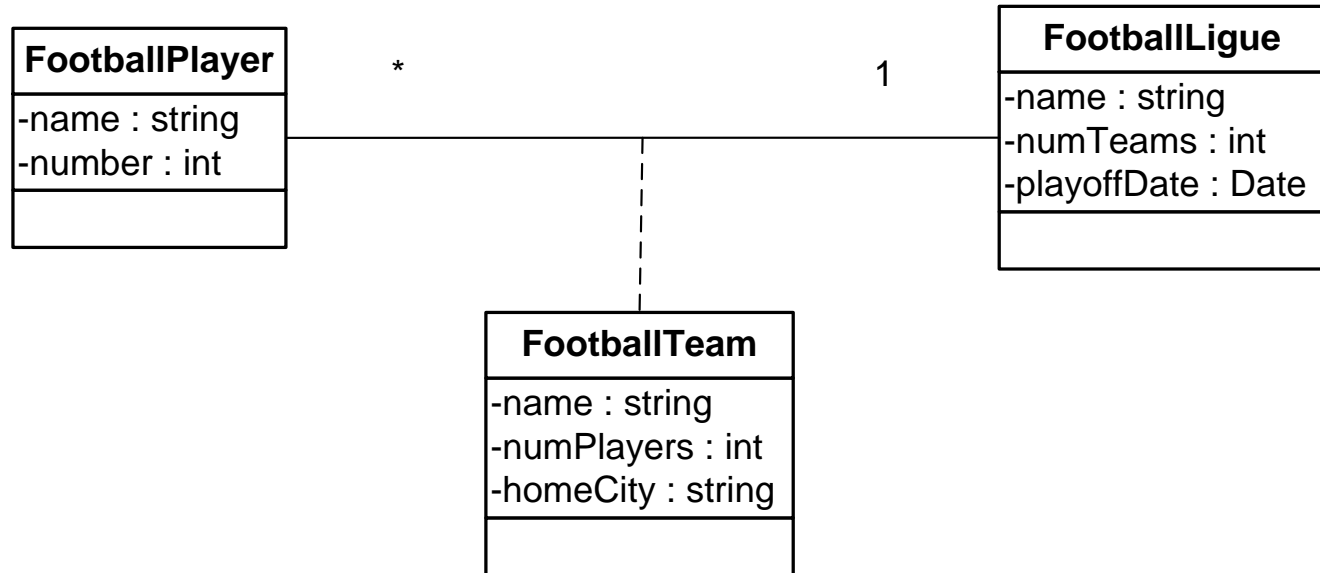 FootballPlayer
-name : string
-number : int
*
1
FootballLigue
-name : string
-numTeams : int
-playoffDate : Date
FootballTeam
-name : string
-numPlayers : int
-homeCity : string